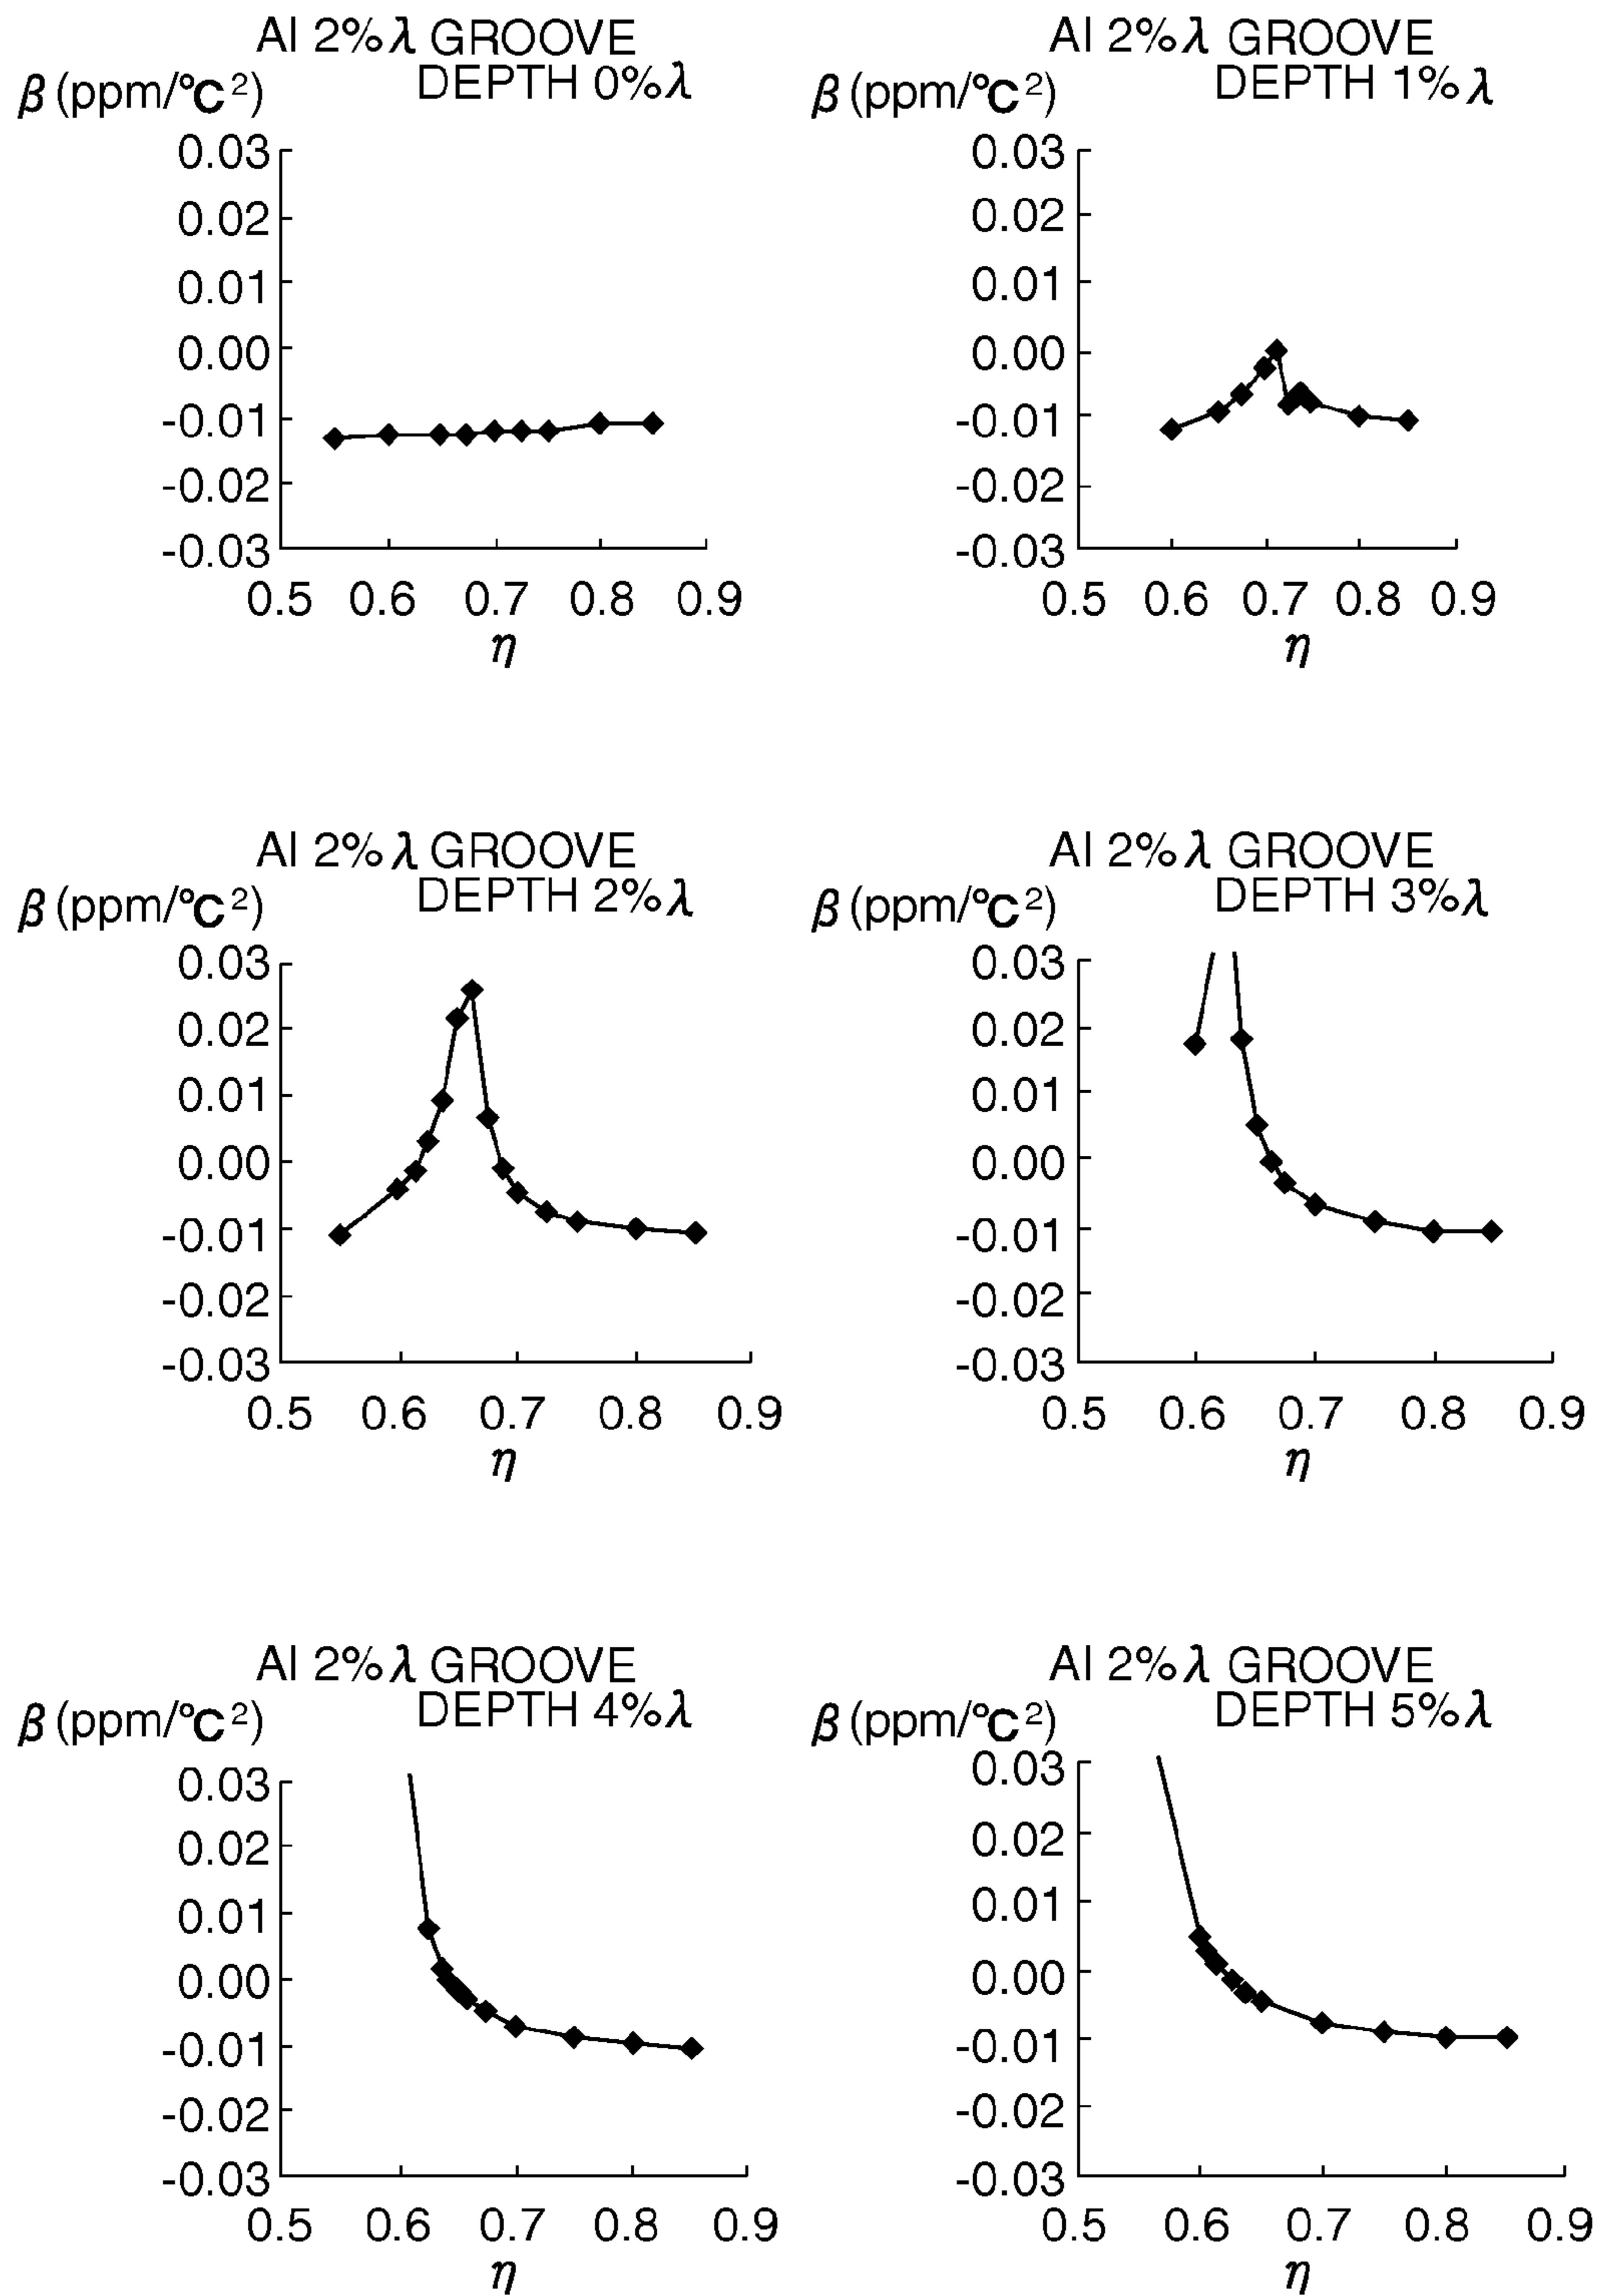 Al 2%λ GROOVE
DEPTH 0%λ
β (ppm/°C²)
0.03
0.02
0.01
0.00
-0.01
-0.02
-0.03
0.5 0.6 0.7 0.8 0.9
η
Al 2%λ GROOVE
DEPTH 1%λ
β (ppm/°C²)
0.03
0.02
0.01
0.00
-0.01
-0.02
-0.03
0.5 0.6 0.7 0.8 0.9
η
Al 2%λ GROOVE
DEPTH 2%λ
β (ppm/°C²)
0.03
0.02
0.01
0.00
-0.01
-0.02
-0.03
0.5 0.6 0.7 0.8 0.9
η
Al 2%λ GROOVE
DEPTH 3%λ
β (ppm/°C²)
0.03
0.02
0.01
0.00
-0.01
-0.02
-0.03
0.5 0.6 0.7 0.8 0.9
η
Al 2%λ GROOVE
DEPTH 4%λ
β (ppm/°C²)
0.03
0.02
0.01
0.00
-0.01
-0.02
-0.03
0.5 0.6 0.7 0.8 0.9
η
Al 2%λ GROOVE
DEPTH 5%λ
β (ppm/°C²)
0.03
0.02
0.01
0.00
-0.01
-0.02
-0.03
0.5 0.6 0.7 0.8 0.9
η